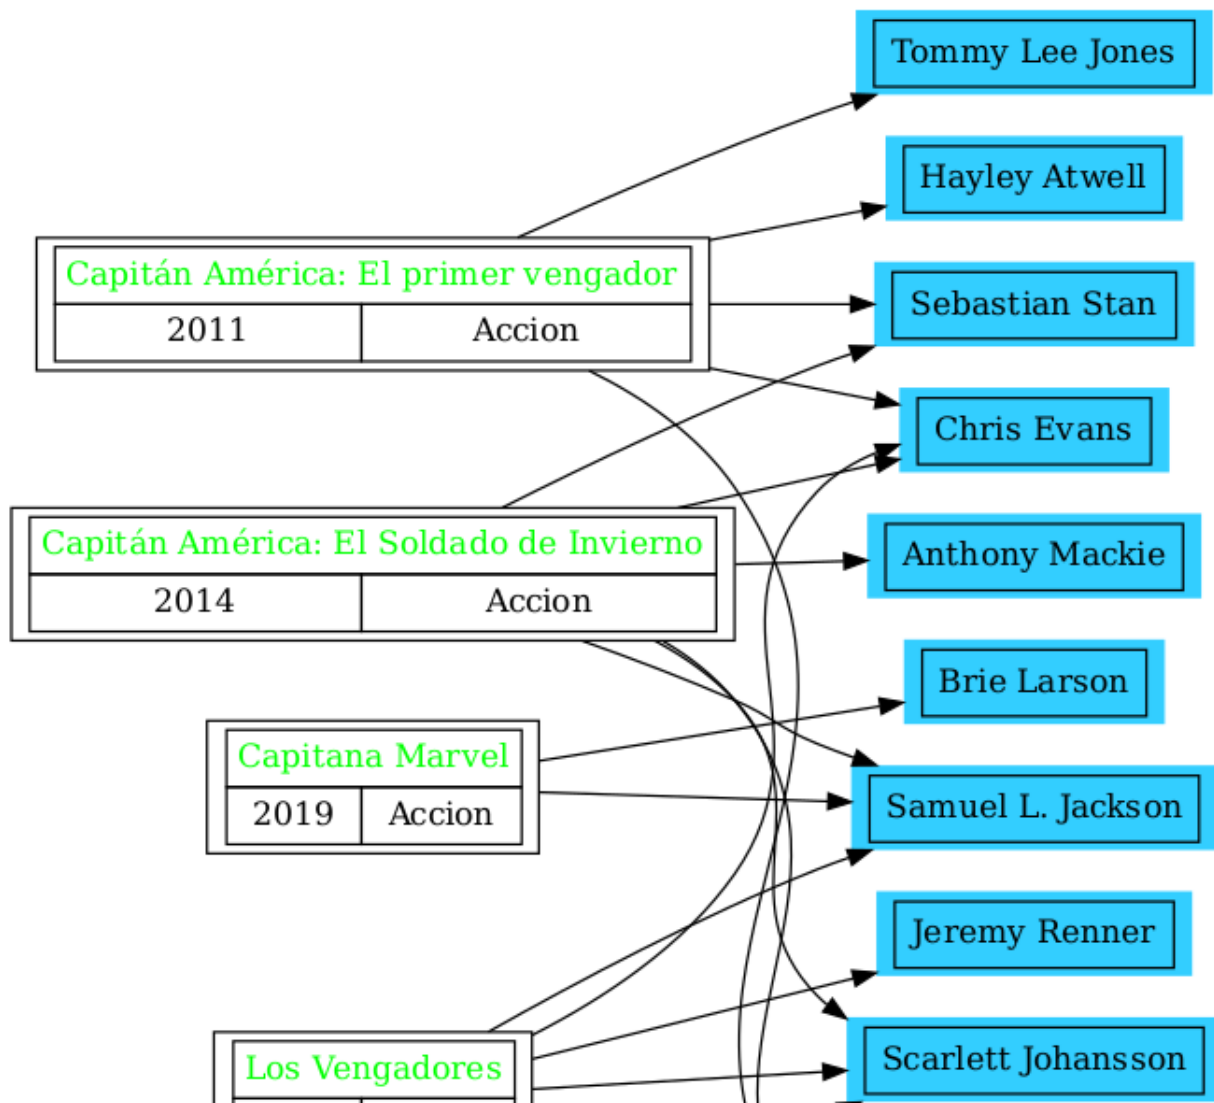 Tommy Lee Jones
Hayley Atwell
Capitán América: El primer vengador
2011 Accion
Sebastian Stan
Chris Evans
Capitán América: El Soldado de Invierno
2014 Accion
Anthony Mackie
Brie Larson
Capitana Marvel
2019 Accion
Samuel L. Jackson
Jeremy Renner
Los Vengadores
Scarlett Johansson